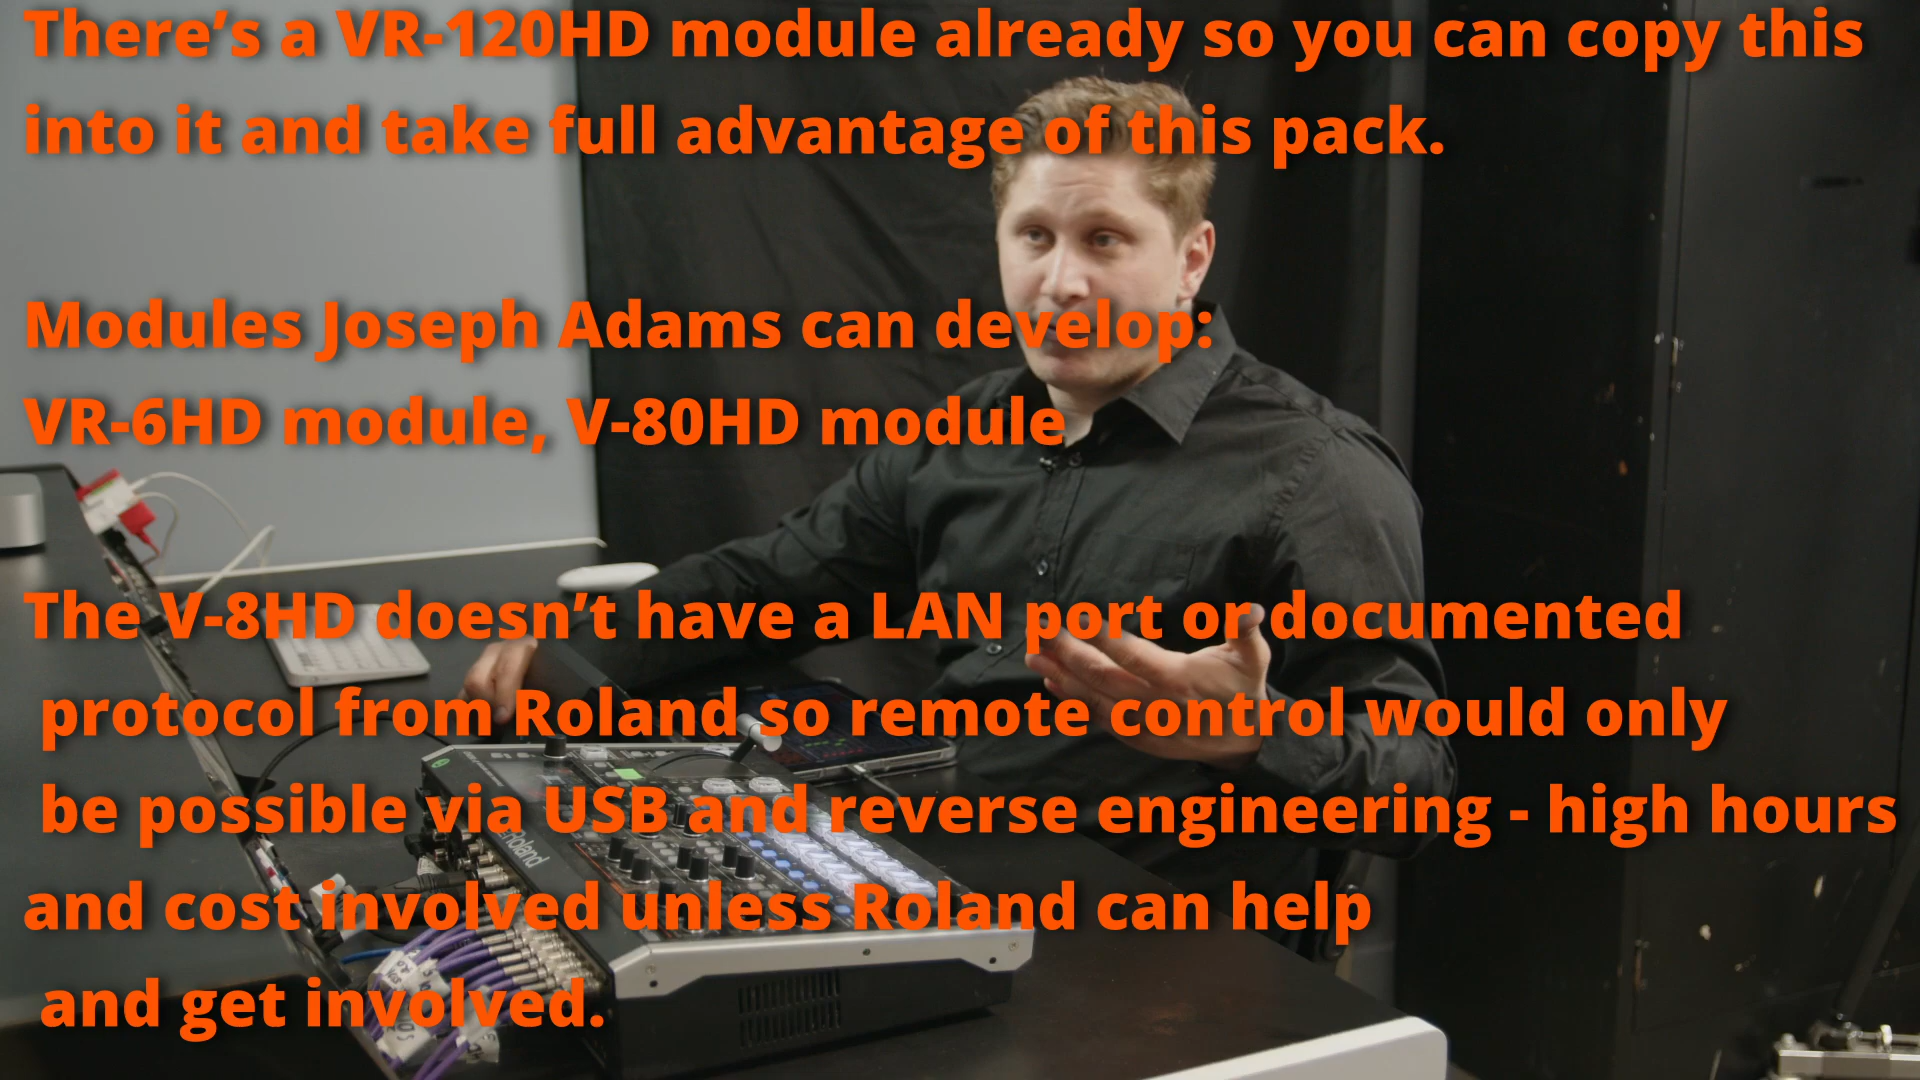 There’s a VR-120HD module already so you can copy this
into it and take full advantage of this pack.
Modules Joseph Adams can develop:
VR-6HD module, V-80HD module
The V-8HD doesn’t have a LAN port or documented
protocol from Roland so remote control would only
be possible via USB and reverse engineering - high hours
and cost involved unless Roland can help
and get involved.
Roland